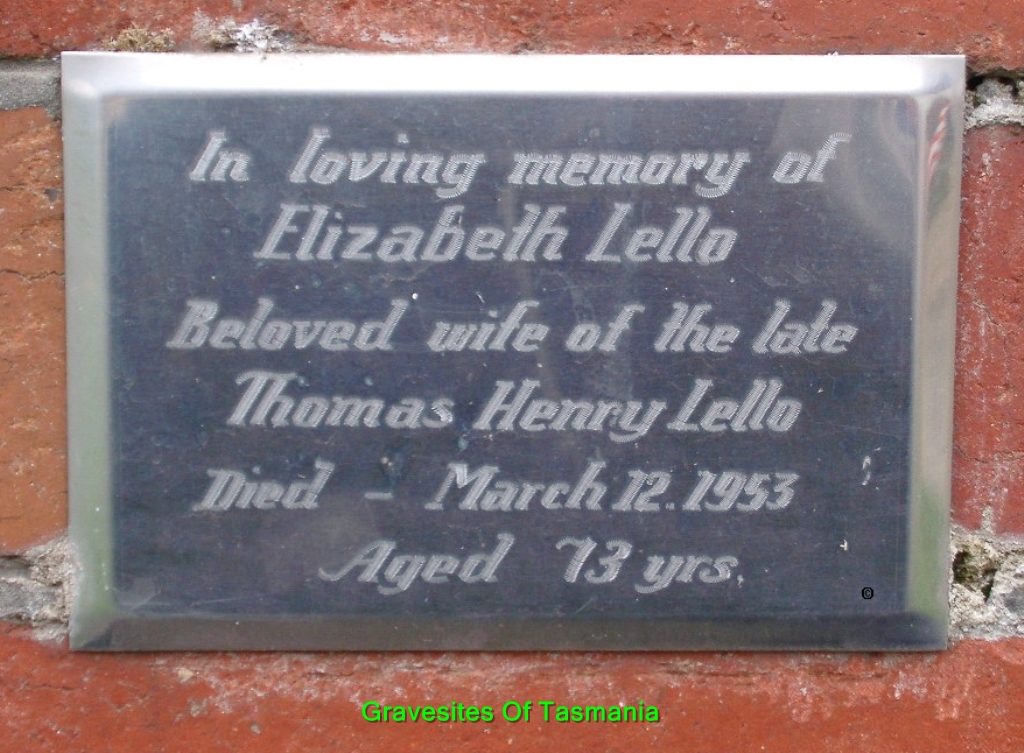 In loving memory of
Elizabeth Lello
Beloved wife of the late
Thomas Henry Lello
Died - March 12. 1953
Aged 73 yrs.
©
Gravesites Of Tasmania